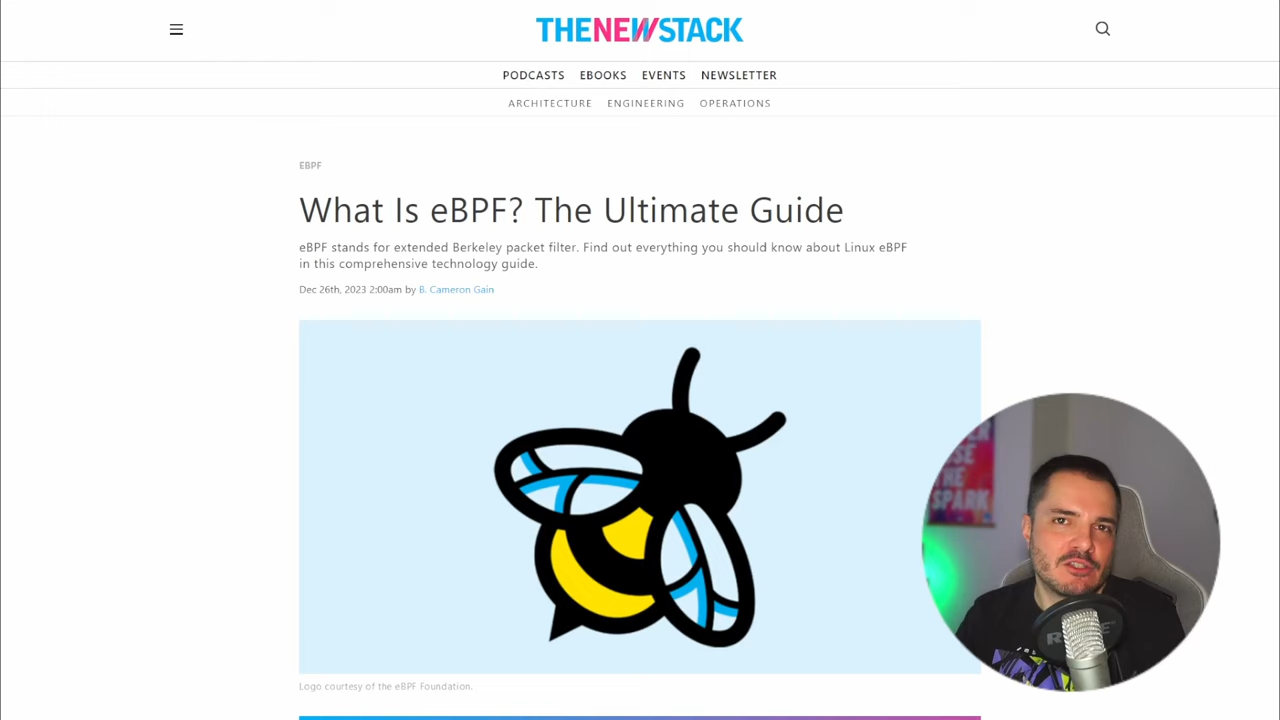 THENEWSTACK
PODCASTS EBOOKS EVENTS NEWSLETTER
ARCHITECTURE ENGINEERING OPERATIONS
EBPF
What Is eBPF? The Ultimate Guide
eBPF stands for extended Berkeley packet filter. Find out everything you should know about Linux eBPF
in this comprehensive technology guide.
Dec 26th, 2023 2:00am by B. Cameron Gain
THE
SPARK
Logo courtesy of the eBPF Foundation.